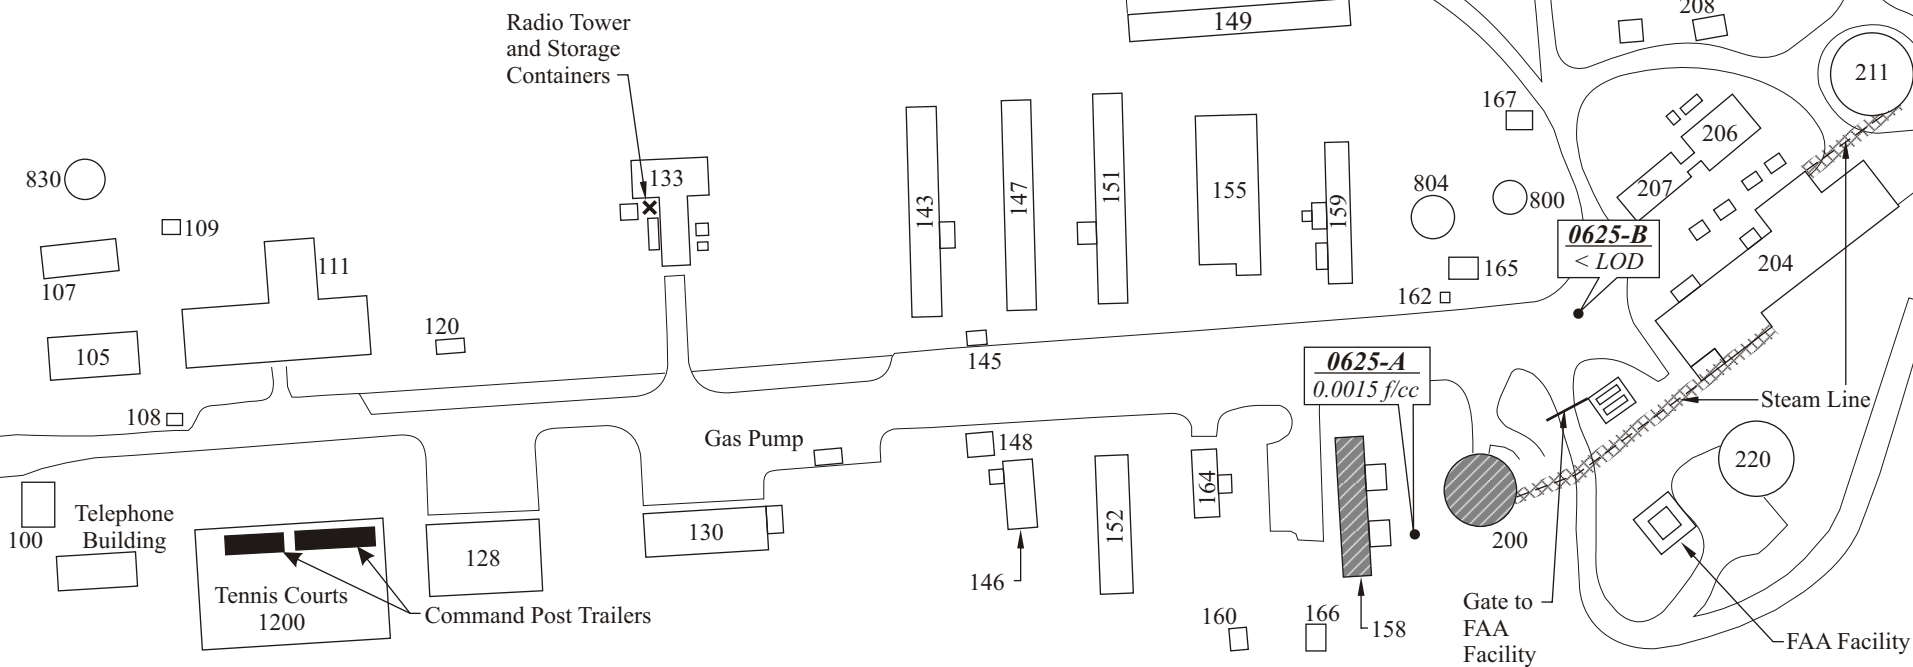 Radio Tower
and Storage
Containers
149
208
211
167
206
830
133
143
147
151
155
159
804
800
207
109
0625-B
< LOD
107
111
165
204
162
120
105
145
0625-A
0.0015 f/cc
Steam Line
108
Gas Pump
148
220
164
Telephone
Building
100
128
130
152
200
146
Tennis Courts
1200
Command Post Trailers
160
166
158
Gate to
FAA
Facility
FAA Facility